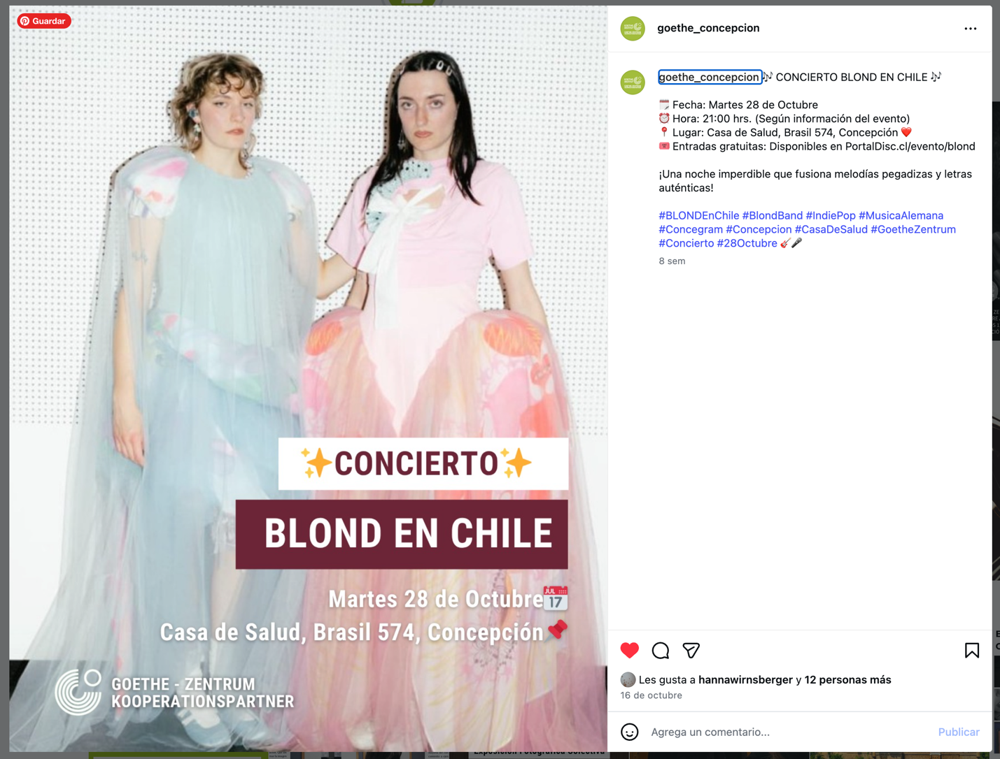 Guardar
CONCIERTO
BLOND EN CHILE
Martes 28 de Octubre
JUL
17
Casa de Salud, Brasil 574, Concepción
GOETHE - ZENTRUM
KOOPERATIONSPARTNER
goethe_concepcion
goethe_concepcion 🎶 CONCIERTO BLOND EN CHILE 🎶
🗓️ Fecha: Martes 28 de Octubre
⏰ Hora: 21:00 hrs. (Según información del evento)
📍 Lugar: Casa de Salud, Brasil 574, Concepción ❤️
🎟️ Entradas gratuitas: Disponibles en PortalDisc.cl/evento/blond
¡Una noche imperdible que fusiona melodías pegadizas y letras
auténticas!
#BLONDEnChile #BlondBand #IndiePop #MusicaAlemana
#Concegram #Concepcion #CasaDeSalud #GoetheZentrum
#Concierto #28Octubre 🎸🎤
8 sem
Les gusta a hannawirnsberger y 12 personas más
16 de octubre
Agrega un comentario...
Publicar